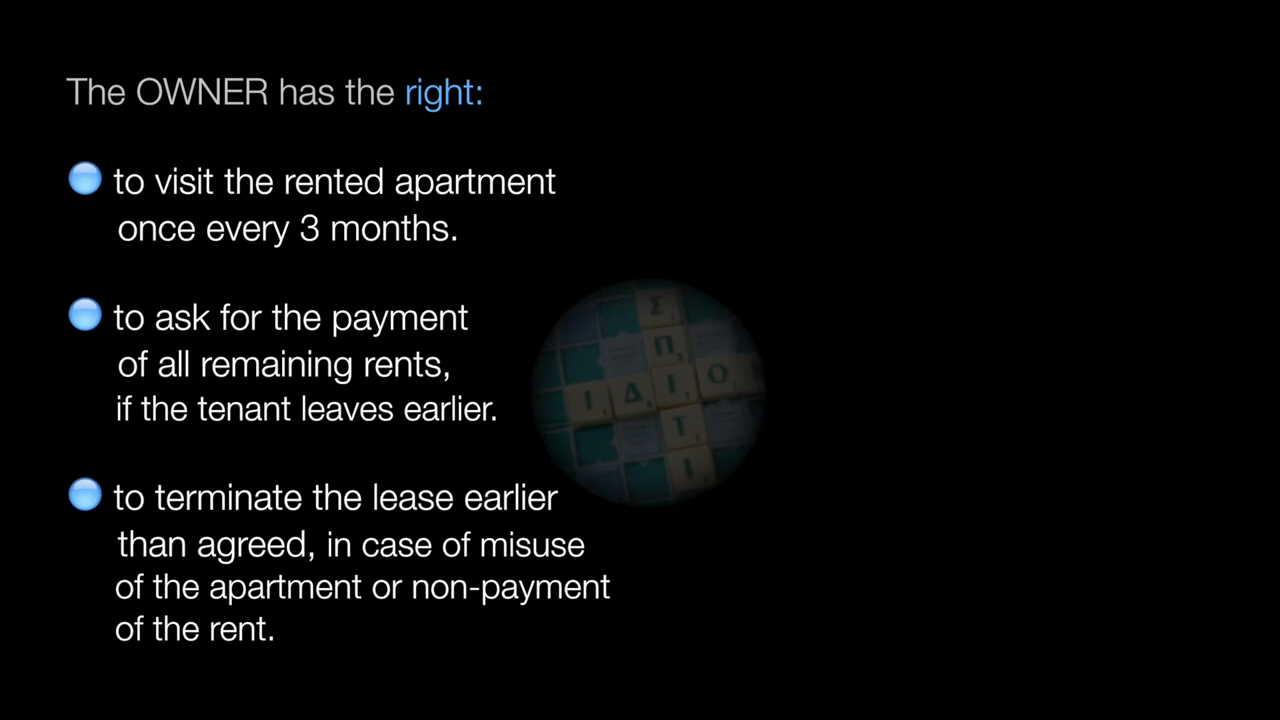 The OWNER has the right:
to visit the rented apartment
once every 3 months.
to ask for the payment
of all remaining rents,
if the tenant leaves earlier.
to terminate the lease earlier
than agreed, in case of misuse
of the apartment or non-payment
of the rent.
Σ
Π
Ι Δ Ι Ο
Τ
Ι